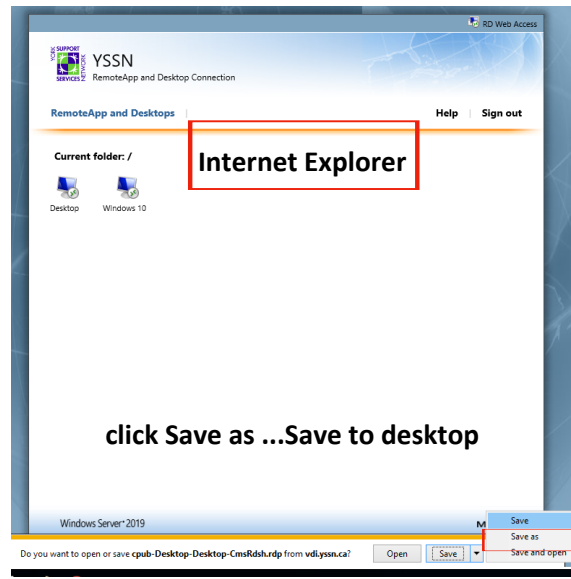 RD Web Access
YORK SUPPORT SERVICES NETWORK
YSSN
RemoteApp and Desktop Connection
RemoteApp and Desktops
Help Sign out
Current folder: /
Internet Explorer
Desktop Windows 10
click Save as ...Save to desktop
Windows Server® 2019
M
Save
Save as
Save and open
Do you want to open or save cpub-Desktop-Desktop-CmsRdsh.rdp from vdi.yssn.ca? Open Save